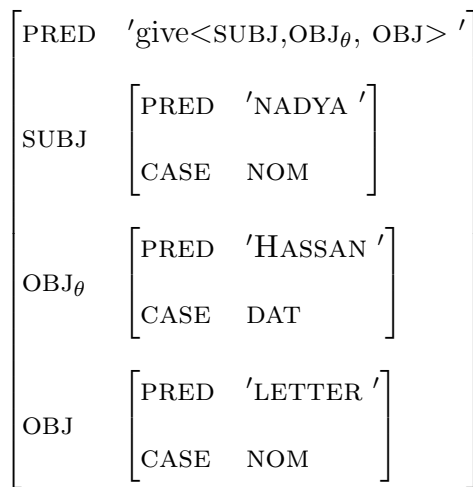 PRED ′give<SUBJ,OBJθ, OBJ> ′
PRED ′NADYA ′
SUBJ
CASE NOM
PRED ′HASSAN ′
OBJθ
CASE DAT
PRED ′LETTER ′
OBJ
CASE NOM